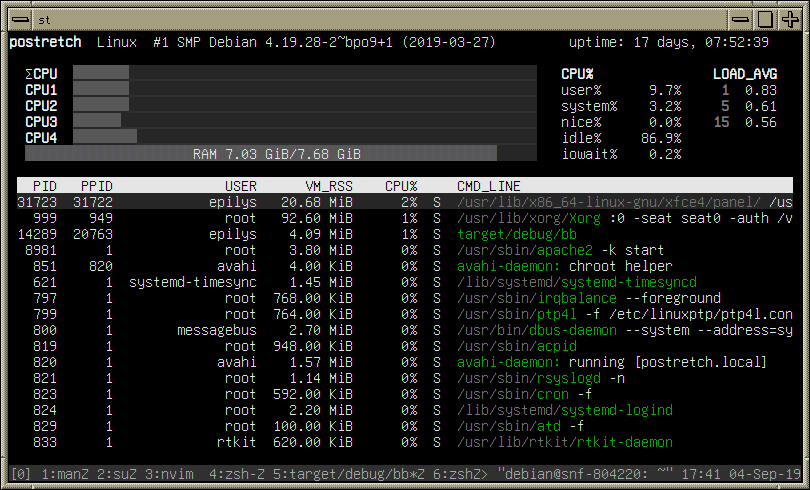 st
postretch Linux #1 SMP Debian 4.19.28-2~bpo9+1 (2019-03-27) uptime: 17 days, 07:52:39
ΣCPU CPU% LOAD_AVG
CPU1 user% 9.7% 1 0.83
CPU2 system% 3.2% 5 0.61
CPU3 nice% 0.0% 15 0.56
CPU4 idle% 86.9%
RAM 7.03 GiB/7.68 GiB iowait% 0.2%
PID PPID USER VM_RSS CPU% CMD_LINE
31723 31722 epilys 20.68 MiB 2% S /usr/lib/x86_64-linux-gnu/xfce4/panel/ /us
999 949 root 92.60 MiB 1% S /usr/lib/xorg/Xorg :0 -seat seat0 -auth /v
14289 20763 epilys 4.09 MiB 1% S target/debug/bb
8981 1 root 3.80 MiB 0% S /usr/sbin/apache2 -k start
851 820 avahi 4.00 KiB 0% S avahi-daemon: chroot helper
621 1 systemd-timesync 1.45 MiB 0% S /lib/systemd/systemd-timesyncd
797 1 root 768.00 KiB 0% S /usr/sbin/irqbalance --foreground
799 1 root 764.00 KiB 0% S /usr/sbin/ptp4l -f /etc/linuxptp/ptp4l.con
800 1 messagebus 2.70 MiB 0% S /usr/bin/dbus-daemon --system --address=sy
819 1 root 948.00 KiB 0% S /usr/sbin/acpid
820 1 avahi 1.57 MiB 0% S avahi-daemon: running [postretch.local]
821 1 root 1.14 MiB 0% S /usr/sbin/rsyslogd -n
823 1 root 592.00 KiB 0% S /usr/sbin/cron -f
824 1 root 2.20 MiB 0% S /lib/systemd/systemd-logind
829 1 root 100.00 KiB 0% S /usr/sbin/atd -f
833 1 rtkit 620.00 KiB 0% S /usr/lib/rtkit/rtkit-daemon
[0] 1:manZ 2:suZ 3:nvim 4:zsh-Z 5:target/debug/bb*Z 6:zshZ> "debian@snf-804220: ~" 17:41 04-Sep-19